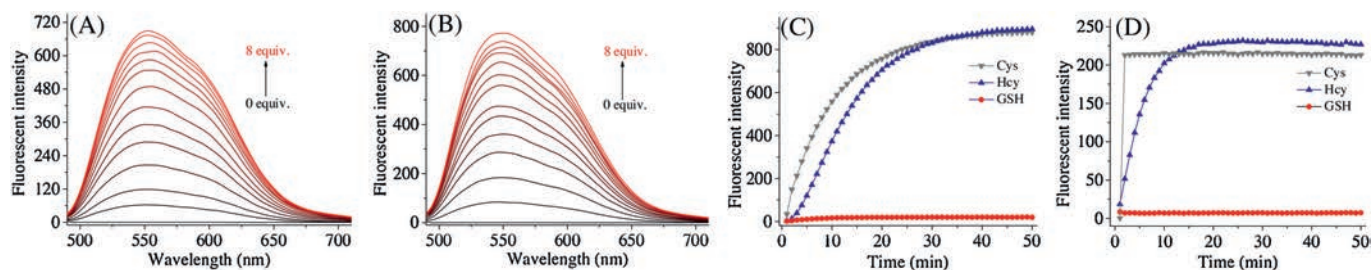 (A)
Fluorescent intensity
720
600
480
360
240
120
0
8 equiv.
0 equiv.
500 550 600 650 700
Wavelength (nm)
(B)
Fluorescent intensity
800
600
400
200
0
8 equiv.
0 equiv.
500 550 600 650 700
Wavelength (nm)
(C)
Fluorescent intensity
800
600
400
200
0
Cys
Hcy
GSH
0 10 20 30 40 50
Time (min)
(D)
Fluorescent intensity
250
200
150
100
50
0
Cys
Hcy
GSH
0 10 20 30 40 50
Time (min)